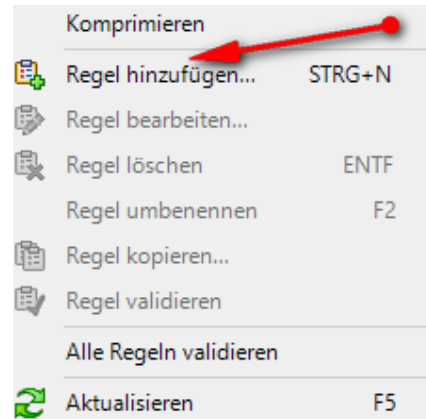 Komprimieren
Regel hinzufügen... STRG+N
Regel bearbeiten...
Regel löschen ENTF
Regel umbenennen F2
Regel kopieren...
Regel validieren
Alle Regeln validieren
Aktualisieren F5